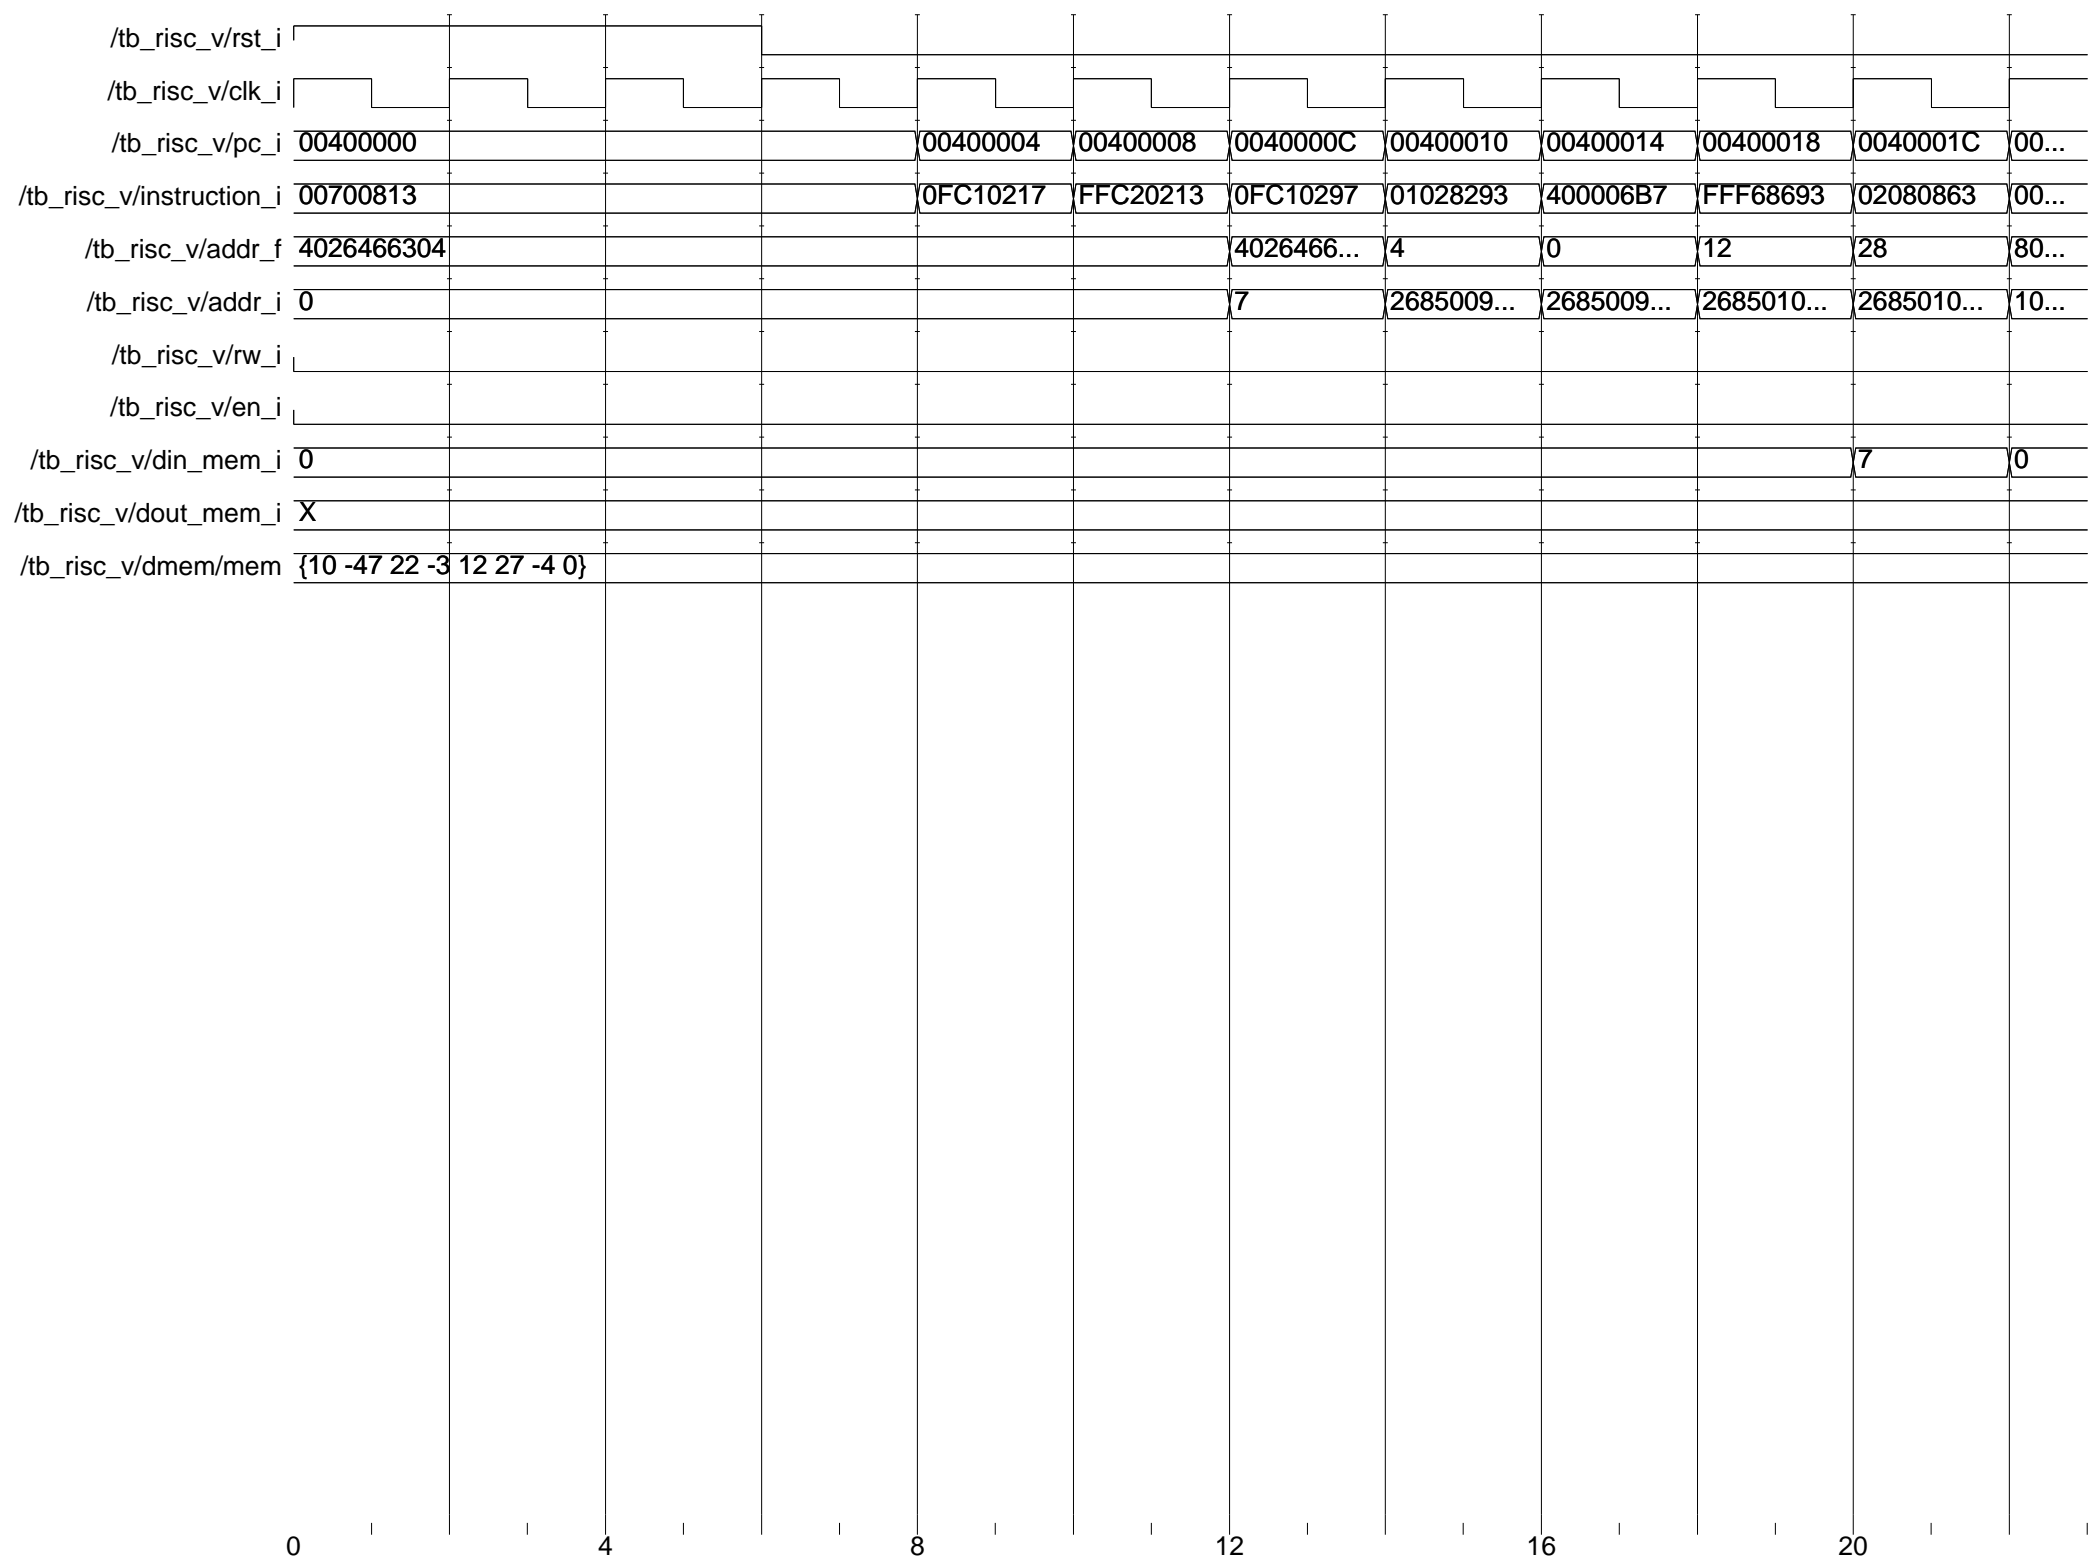 /tb_risc_v/rst_i
/tb_risc_v/clk_i
/tb_risc_v/pc_i 00400000 00400004 00400008 0040000C 00400010 00400014 00400018 0040001C 00...
/tb_risc_v/instruction_i 00700813 0FC10217 FFC20213 0FC10297 01028293 400006B7 FFF68693 02080863 00...
/tb_risc_v/addr_f 4026466304 4026466... 4 0 12 28 80...
/tb_risc_v/addr_i 0 7 2685009... 2685009... 2685010... 2685010... 10...
/tb_risc_v/rw_i
/tb_risc_v/en_i
/tb_risc_v/din_mem_i 0 7 0
/tb_risc_v/dout_mem_i X
/tb_risc_v/dmem/mem {10 -47 22 -3 12 27 -4 0}
0 4 8 12 16 20